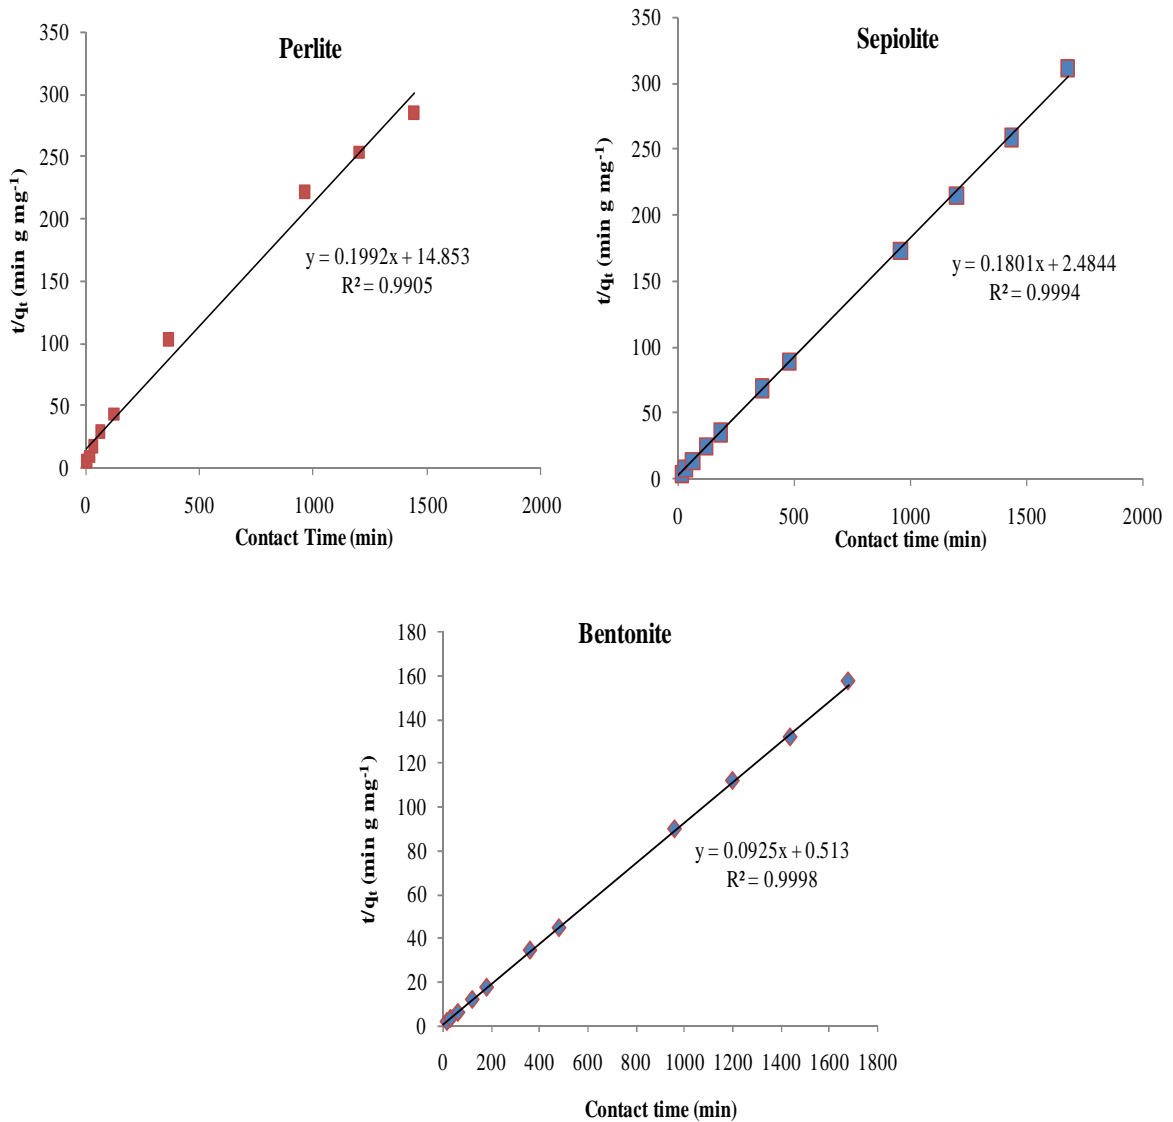 Perlite
t/qₜ (min g mg⁻¹)
350
300
250
200
150
100
50
0
y = 0.1992x + 14.853
R² = 0.9905
0 500 1000 1500 2000
Contact Time (min)
Sepiolite
t/qₜ (min g mg⁻¹)
350
300
250
200
150
100
50
0
y = 0.1801x + 2.4844
R² = 0.9994
0 500 1000 1500 2000
Contact time (min)
Bentonite
t/qₜ (min g mg⁻¹)
180
160
140
120
100
80
60
40
20
0
y = 0.0925x + 0.513
R² = 0.9998
0 200 400 600 800 1000 1200 1400 1600 1800
Contact time (min)